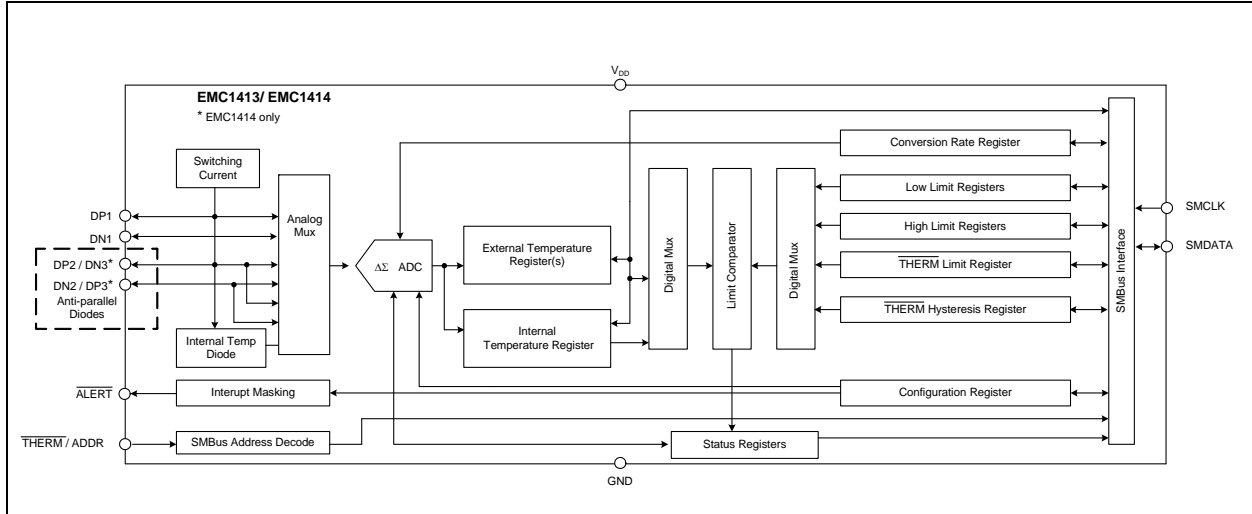 V_DD
EMC1413/ EMC1414
* EMC1414 only
Switching
Current
Conversion Rate Register
Low Limit Registers
Analog
Mux
DP1
SMCLK
High Limit Registers
DN1
External Temperature
Register(s)
SMDATA
DP2 / DN3*
ΔΣ ADC
Digital Mux
Limit Comparator
Digital Mux
THERM Limit Register
SMBus Interface
DN2 / DP3*
Anti-parallel
Diodes
THERM Hysteresis Register
Internal
Temperature Register
Internal Temp
Diode
ALERT
Interupt Masking
Configuration Register
THERM / ADDR
SMBus Address Decode
Status Registers
GND